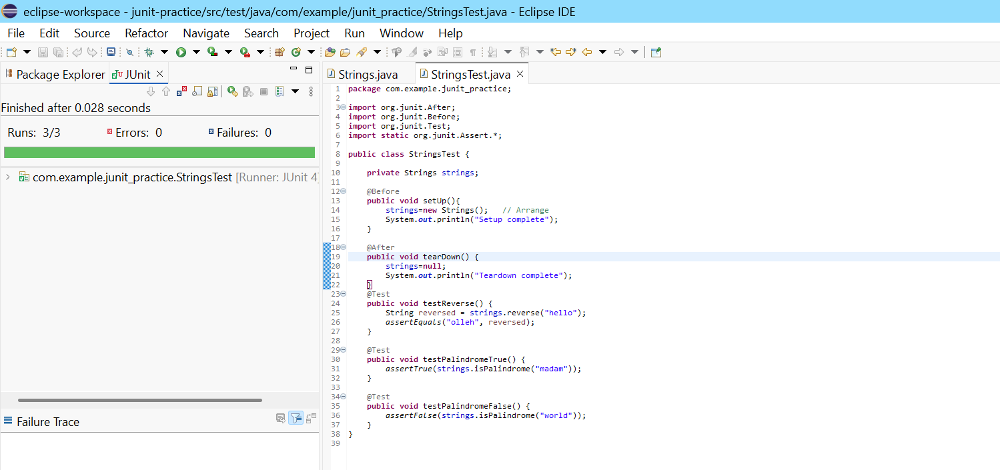 eclipse-workspace - junit-practice/src/test/java/com/example/junit_practice/StringsTest.java - Eclipse IDE
File Edit Source Refactor Navigate Search Project Run Window Help
Package Explorer JUnit
Finished after 0.028 seconds
Runs: 3/3 Errors: 0 Failures: 0
com.example.junit_practice.StringsTest [Runner: JUnit 4]
Failure Trace
Strings.java StringsTest.java
1 package com.example.junit_practice;
2
3 import org.junit.After;
4 import org.junit.Before;
5 import org.junit.Test;
6 import static org.junit.Assert.*;
7
8 public class StringsTest {
9
10     private Strings strings;
11
12     @Before
13     public void setUp(){
14         strings=new Strings();   // Arrange
15         System.out.println("Setup complete");
16     }
17
18     @After
19     public void tearDown() {
20         strings=null;
21         System.out.println("Teardown complete");
22     }
23     @Test
24     public void testReverse() {
25         String reversed = strings.reverse("hello");
26         assertEquals("olleh", reversed);
27     }
28
29     @Test
30     public void testPalindromeTrue() {
31         assertTrue(strings.isPalindrome("madam"));
32     }
33
34     @Test
35     public void testPalindromeFalse() {
36         assertFalse(strings.isPalindrome("world"));
37     }
38 }
39